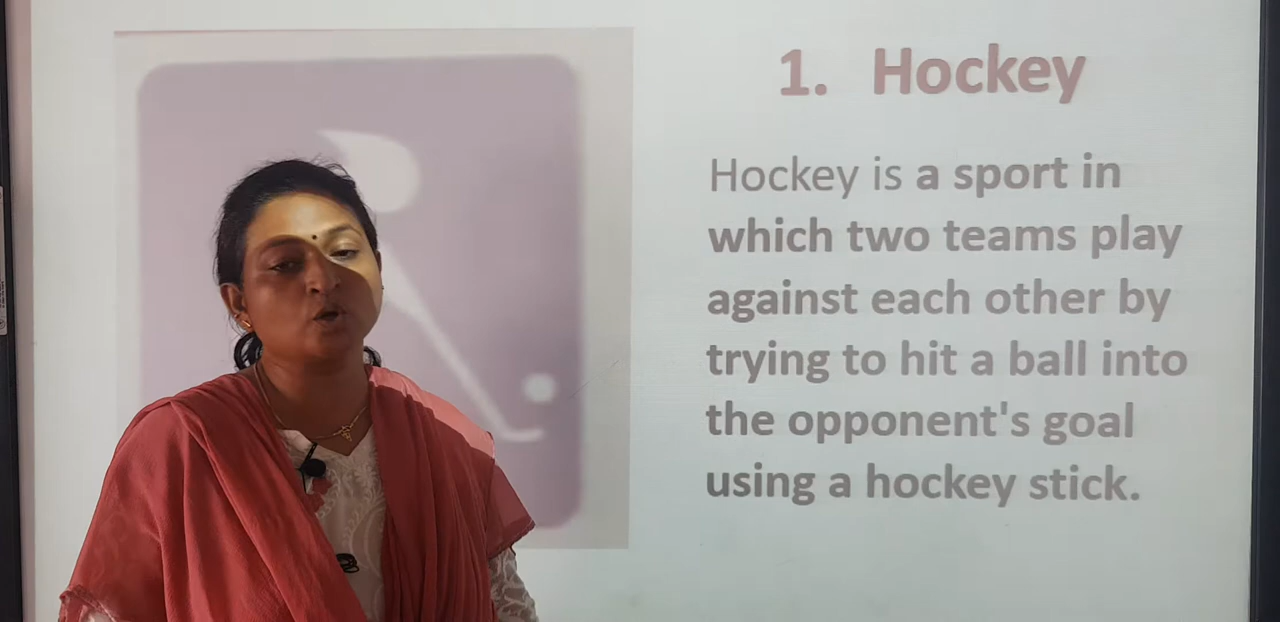 1. Hockey
Hockey is a sport in
which two teams play
against each other by
trying to hit a ball into
the opponent's goal
using a hockey stick.